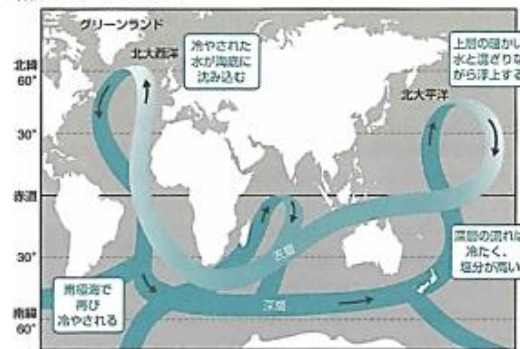 グリーンランド
北大西洋
冷やされた
水が海底に
沈み込む
上層の暖かい
水と混ざりな
がら浮上する
北緯
60°
北大平洋
30°
赤道
30°
表層
深層の流れは
冷たく、
塩分が高い
南極海で
再び
冷やされる
深層
南緯
60°